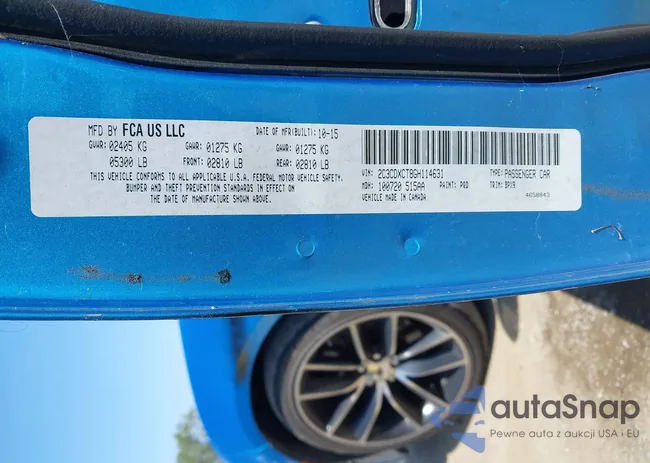 MFD BY FCA US LLC DATE OF MFR(BUILT): 10-15
GVWR: 02405 KG GAWR: 01275 KG GAWR: 01275 KG
05300 LB FRONT: 02810 LB REAR: 02810 LB
THIS VEHICLE CONFORMS TO ALL APPLICABLE U.S.A. FEDERAL MOTOR VEHICLE SAFETY,
BUMPER AND THEFT PREVENTION STANDARDS IN EFFECT ON
THE DATE OF MANUFACTURE SHOWN ABOVE.
VIN: 2C3CDXCT8GH114631 TYPE: PASSENGER CAR
MDH: 100720 515AA PAINT: PQD TRIM: BPX9
VEHICLE MADE IN CANADA 4658843
autaSnap
Pewne auta z aukcji USA i EU